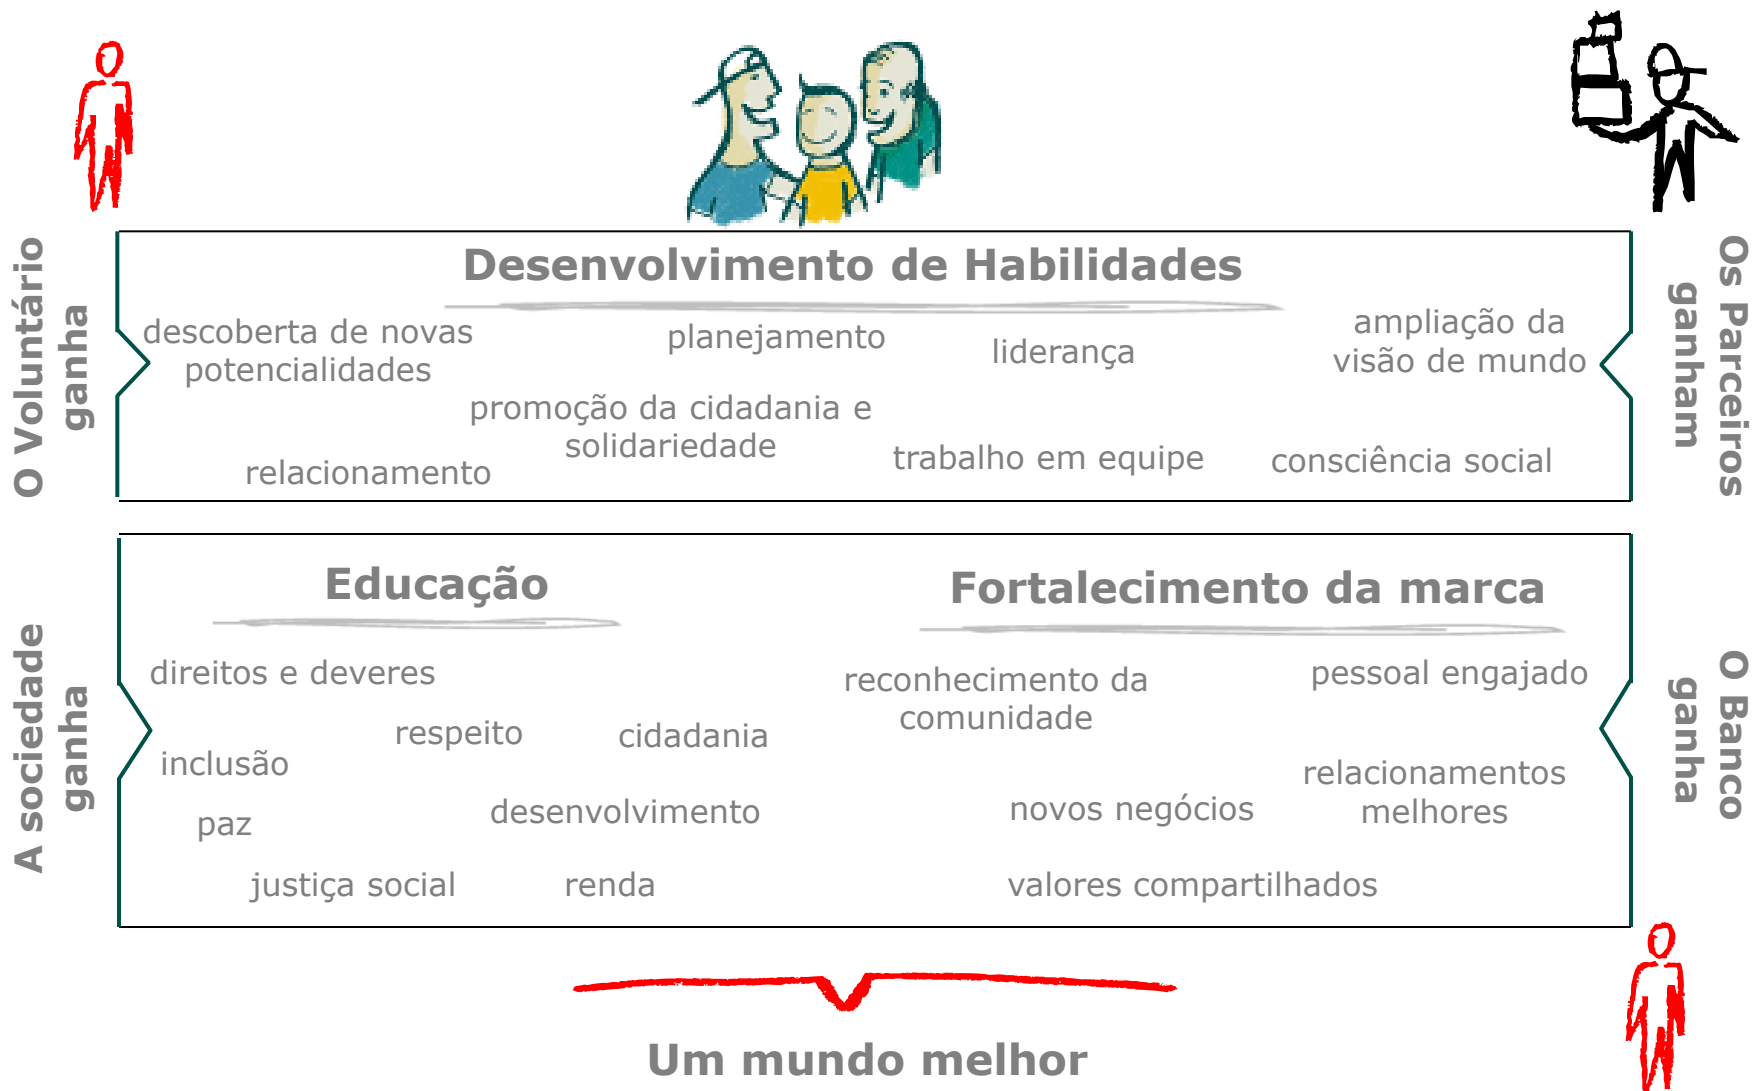 O Voluntário
ganha
Desenvolvimento de Habilidades
descoberta de novas
potencialidades
planejamento
liderança
ampliação da
visão de mundo
promoção da cidadania e
solidariedade
relacionamento
trabalho em equipe
consciência social
Os Parceiros
ganham
A sociedade
ganha
Educação
direitos e deveres
respeito
cidadania
inclusão
desenvolvimento
paz
justiça social
renda
Fortalecimento da marca
reconhecimento da
comunidade
pessoal engajado
relacionamentos
melhores
novos negócios
valores compartilhados
O Banco
ganha
Um mundo melhor